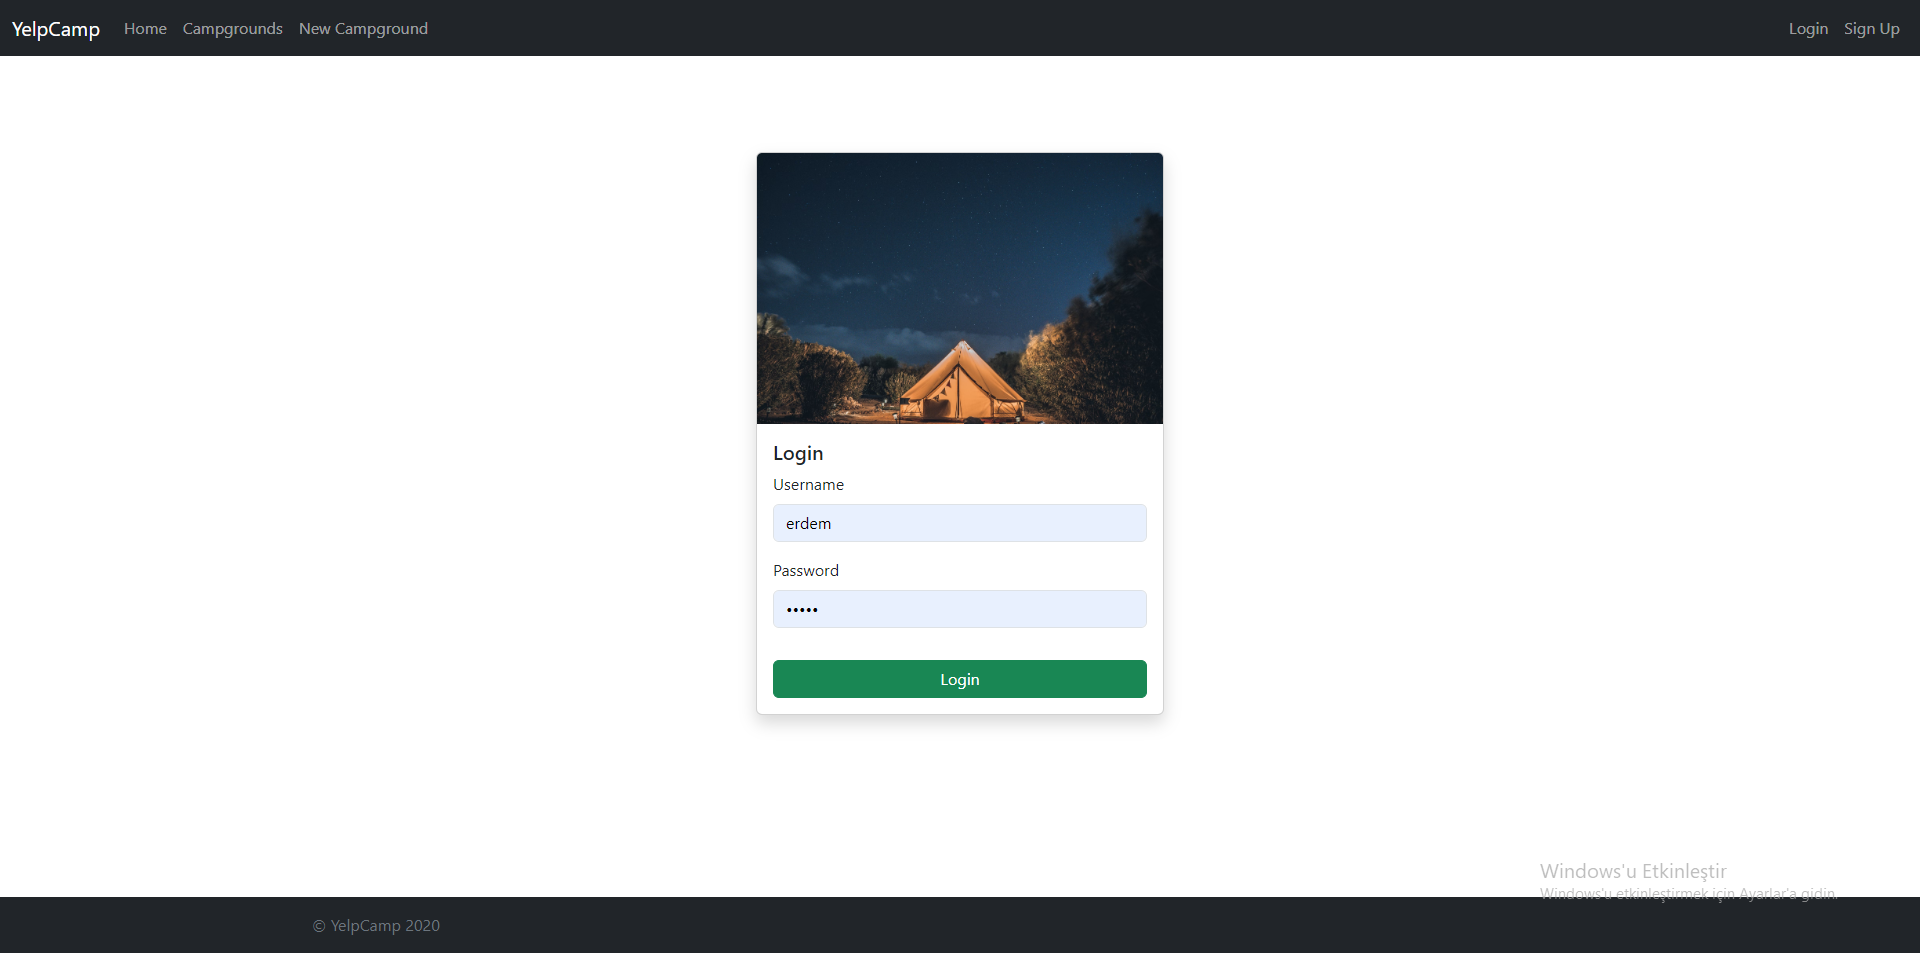 YelpCamp Home Campgrounds New Campground Login Sign Up
Login
Username
erdem
Password
•••••
Login
Windows'u Etkinleştir
Windows'u etkinleştirmek için Ayarlar'a gidin.
© YelpCamp 2020